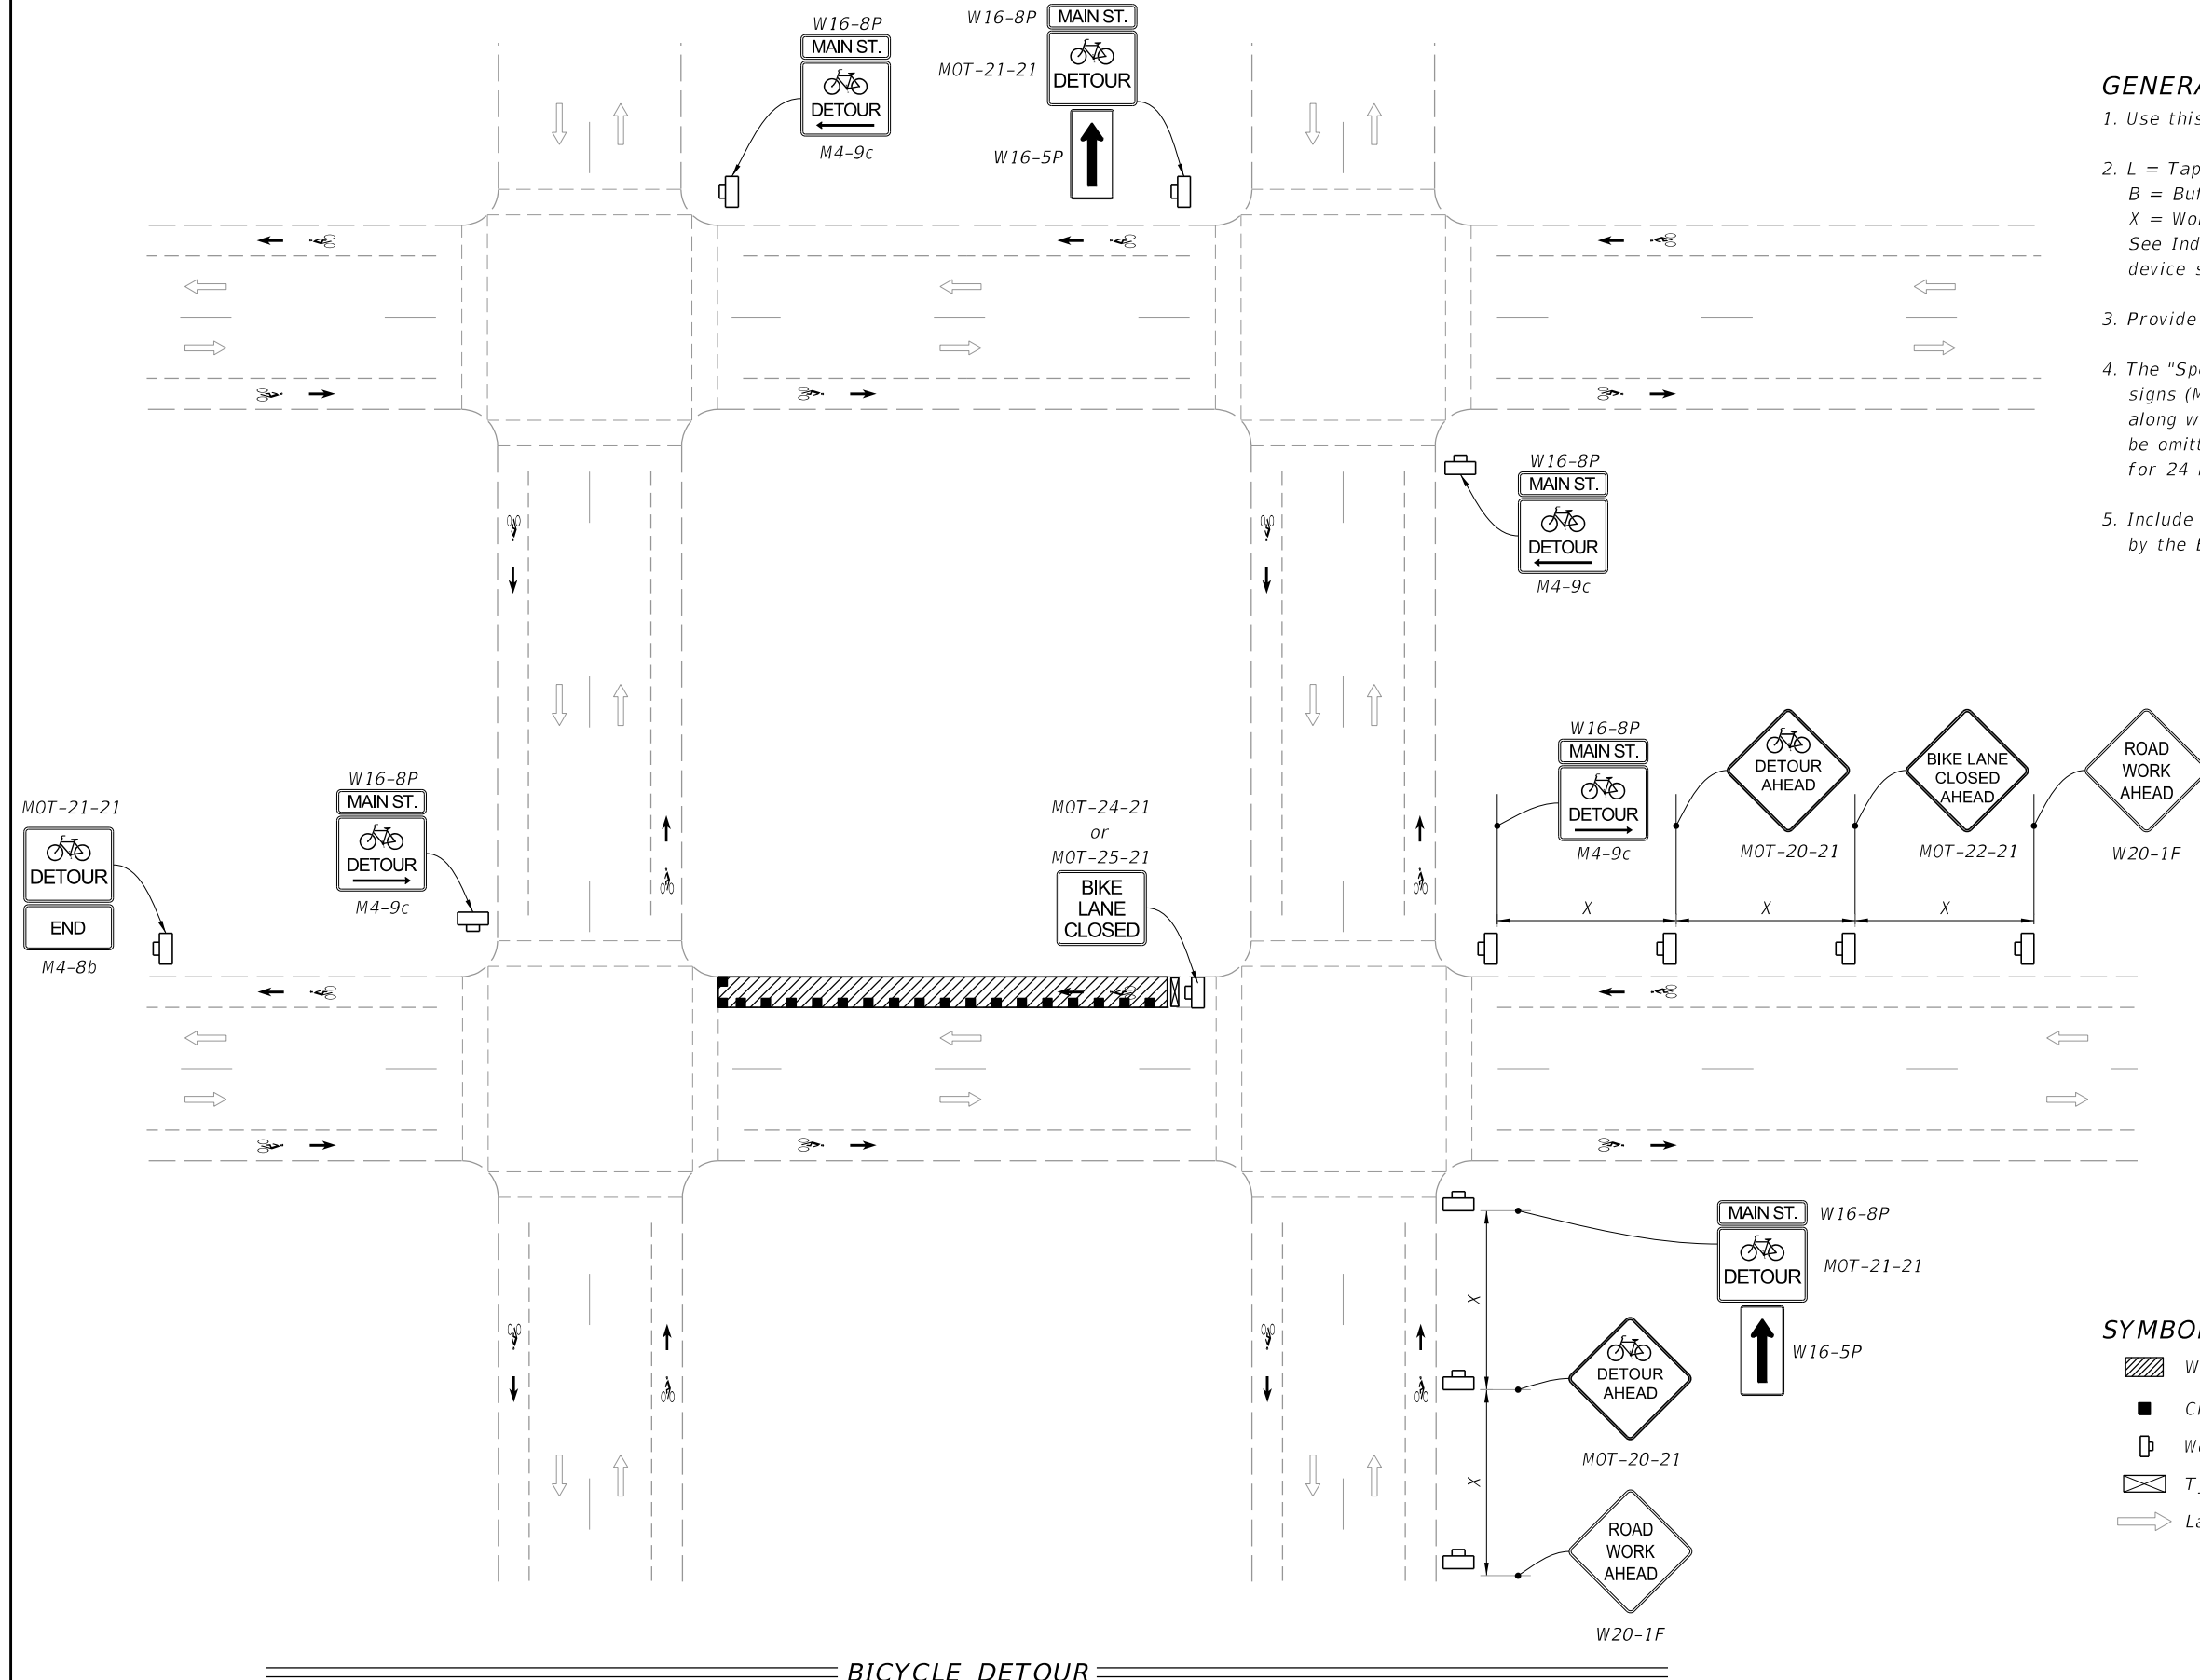 W16-8P
MAIN ST.
DETOUR
M4-9c
W16-8P
MAIN ST.
MOT-21-21
DETOUR
W16-5P
GENERA
1. Use this
2. L = Tap
B = Buf
X = Wor
See Ind
device s
3. Provide
4. The "Spe
signs (M
along w
be omitt
for 24
5. Include
by the
W16-8P
MAIN ST.
DETOUR
M4-9c
W16-8P
MAIN ST.
DETOUR
M4-9c
DETOUR
AHEAD
MOT-20-21
BIKE LANE
CLOSED
AHEAD
MOT-22-21
ROAD
WORK
AHEAD
W20-1F
X
X
X
MOT-21-21
DETOUR
END
M4-8b
W16-8P
MAIN ST.
DETOUR
M4-9c
MOT-24-21
or
MOT-25-21
BIKE
LANE
CLOSED
MAIN ST.
W16-8P
DETOUR
MOT-21-21
W16-5P
X
DETOUR
AHEAD
MOT-20-21
X
ROAD
WORK
AHEAD
W20-1F
SYMBO
W
La
BICYCLE DETOUR